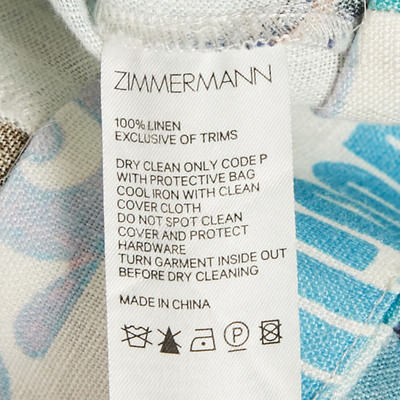 ZIMMERMANN
100% LINEN
EXCLUSIVE OF TRIMS
DRY CLEAN ONLY CODE P
WITH PROTECTIVE BAG
COOL IRON WITH CLEAN
COVER CLOTH
DO NOT SPOT CLEAN
COVER AND PROTECT
HARDWARE
TURN GARMENT INSIDE OUT
BEFORE DRY CLEANING
MADE IN CHINA
P